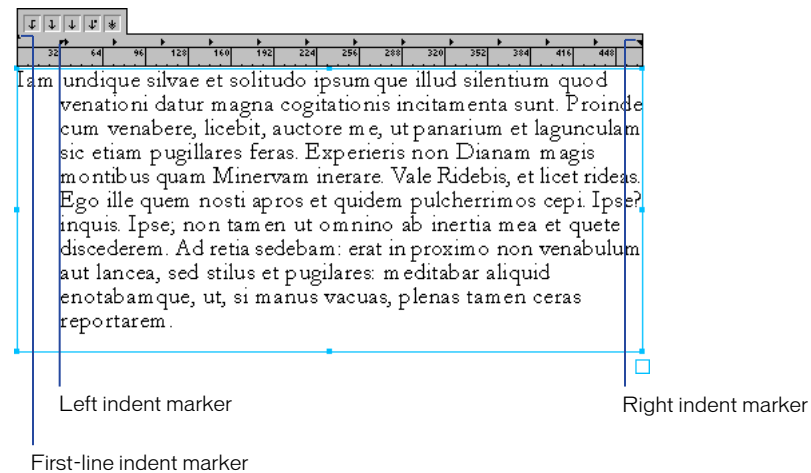 32 64 96 128 160 192 224 256 288 320 352 384 416 448
Iam undique silvae et solitudo ipsum que illud silentium quod
venationi datur magna cogitationis incitamenta sunt. Proinde
cum venabere, licebit, auctore me, ut panarium et lagunculam
sic etiam pugillares feras. Experieris non Dianam magis
montibus quam Minervam inerare. Vale Ridebis, et licet rideas.
Ego ille quem nosti apros et quidem pulcherrimos cepi. Ipse?
inquis. Ipse; non tamen ut omnino ab inertia mea et quete
discederem. Ad retia sedebam: erat in proximo non venabulum
aut lancea, sed stilus et pugilares: meditabar aliquid
enotabamque, ut, si manus vacuas, plenas tamen ceras
reportarem.
Left indent marker
Right indent marker
First-line indent marker